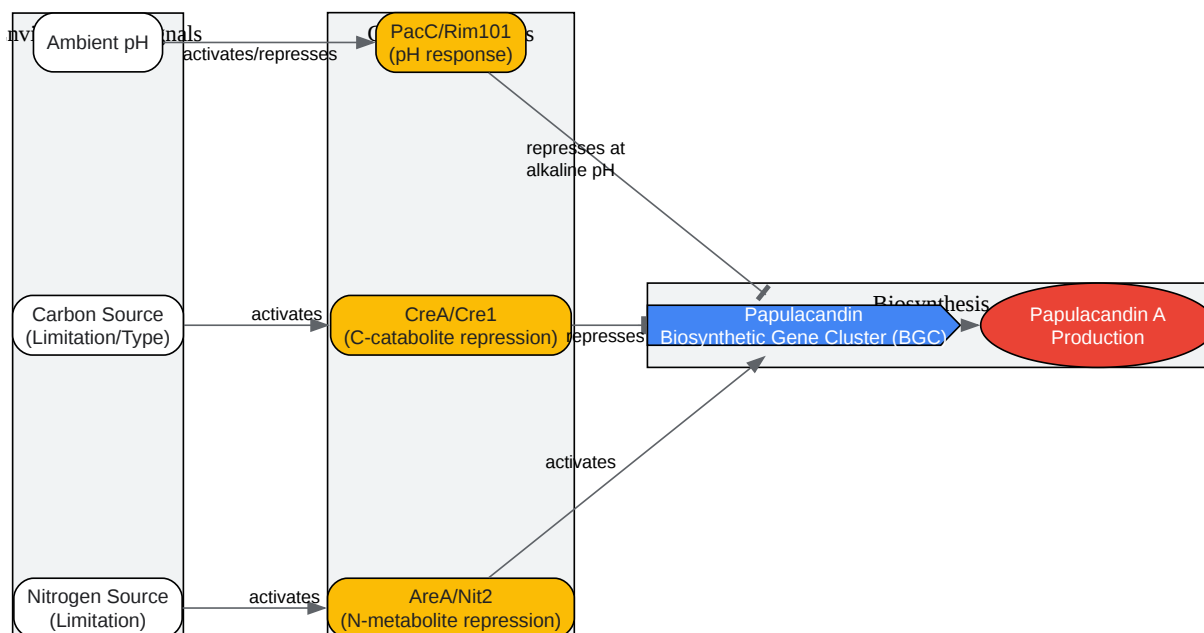 Ambient pH
activates/represses
PacC/Rim101
(pH response)
represses at
alkaline pH
Carbon Source
(Limitation/Type)
activates
CreA/Cre1
(C-catabolite repression)
represses
Biosynthesis
Papulacandin
Biosynthetic Gene Cluster (BGC)
Papulacandin A
Production
activates
Nitrogen Source
(Limitation)
activates
AreA/Nit2
(N-metabolite repression)